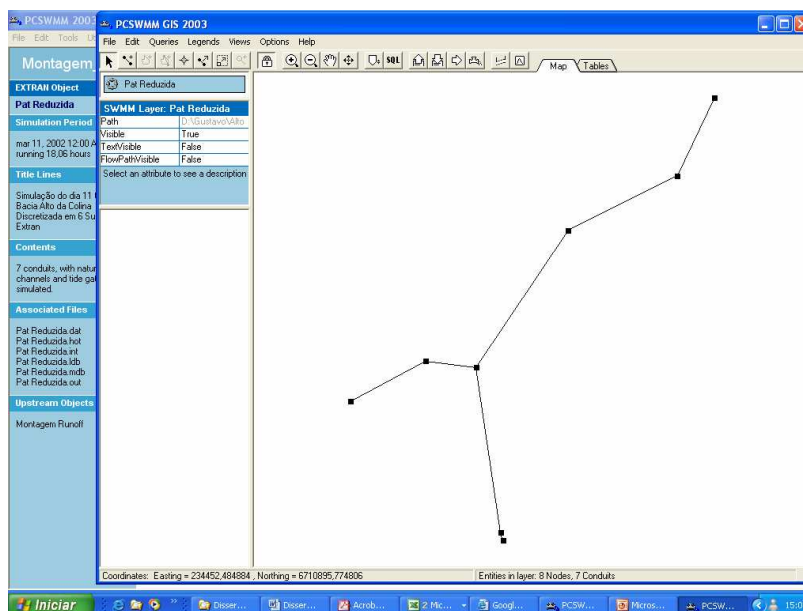 PCSWMM 2003
File Edit Tools
Montagem_
EXTRAN Object
Pat Reduzida
Simulation Period
mar 11, 2002 12:00 A
running 18,06 hours
Title Lines
Simulação do dia 11
Bacia Alto da Colina
Discretizada em 6 Su
Extran
Contents
7 conduits, with natur
channels and tide gat
simulated.
Associated Files
Pat Reduzida.dat
Pat Reduzida.hot
Pat Reduzida.int
Pat Reduzida.ldb
Pat Reduzida.mdb
Pat Reduzida.out
Upstream Objects
Montagem Runoff
PCSWMM GIS 2003
File Edit Queries Legends Views Options Help
SQL
Map Tables
Pat Reduzida
SWMM Layer: Pat Reduzida
Path D:\Gustavo\Alto
Visible True
TextVisible False
FlowPathVisible False
Select an attribute to see a description
Coordinates: Easting = 234452,484884 , Northing = 6710895,774806
Entities in layer: 8 Nodes, 7 Conduits
Iniciar Disser... Disser... Acrob... 2 Mic... Googl... PCSW... Micros... PCSW... 15:0